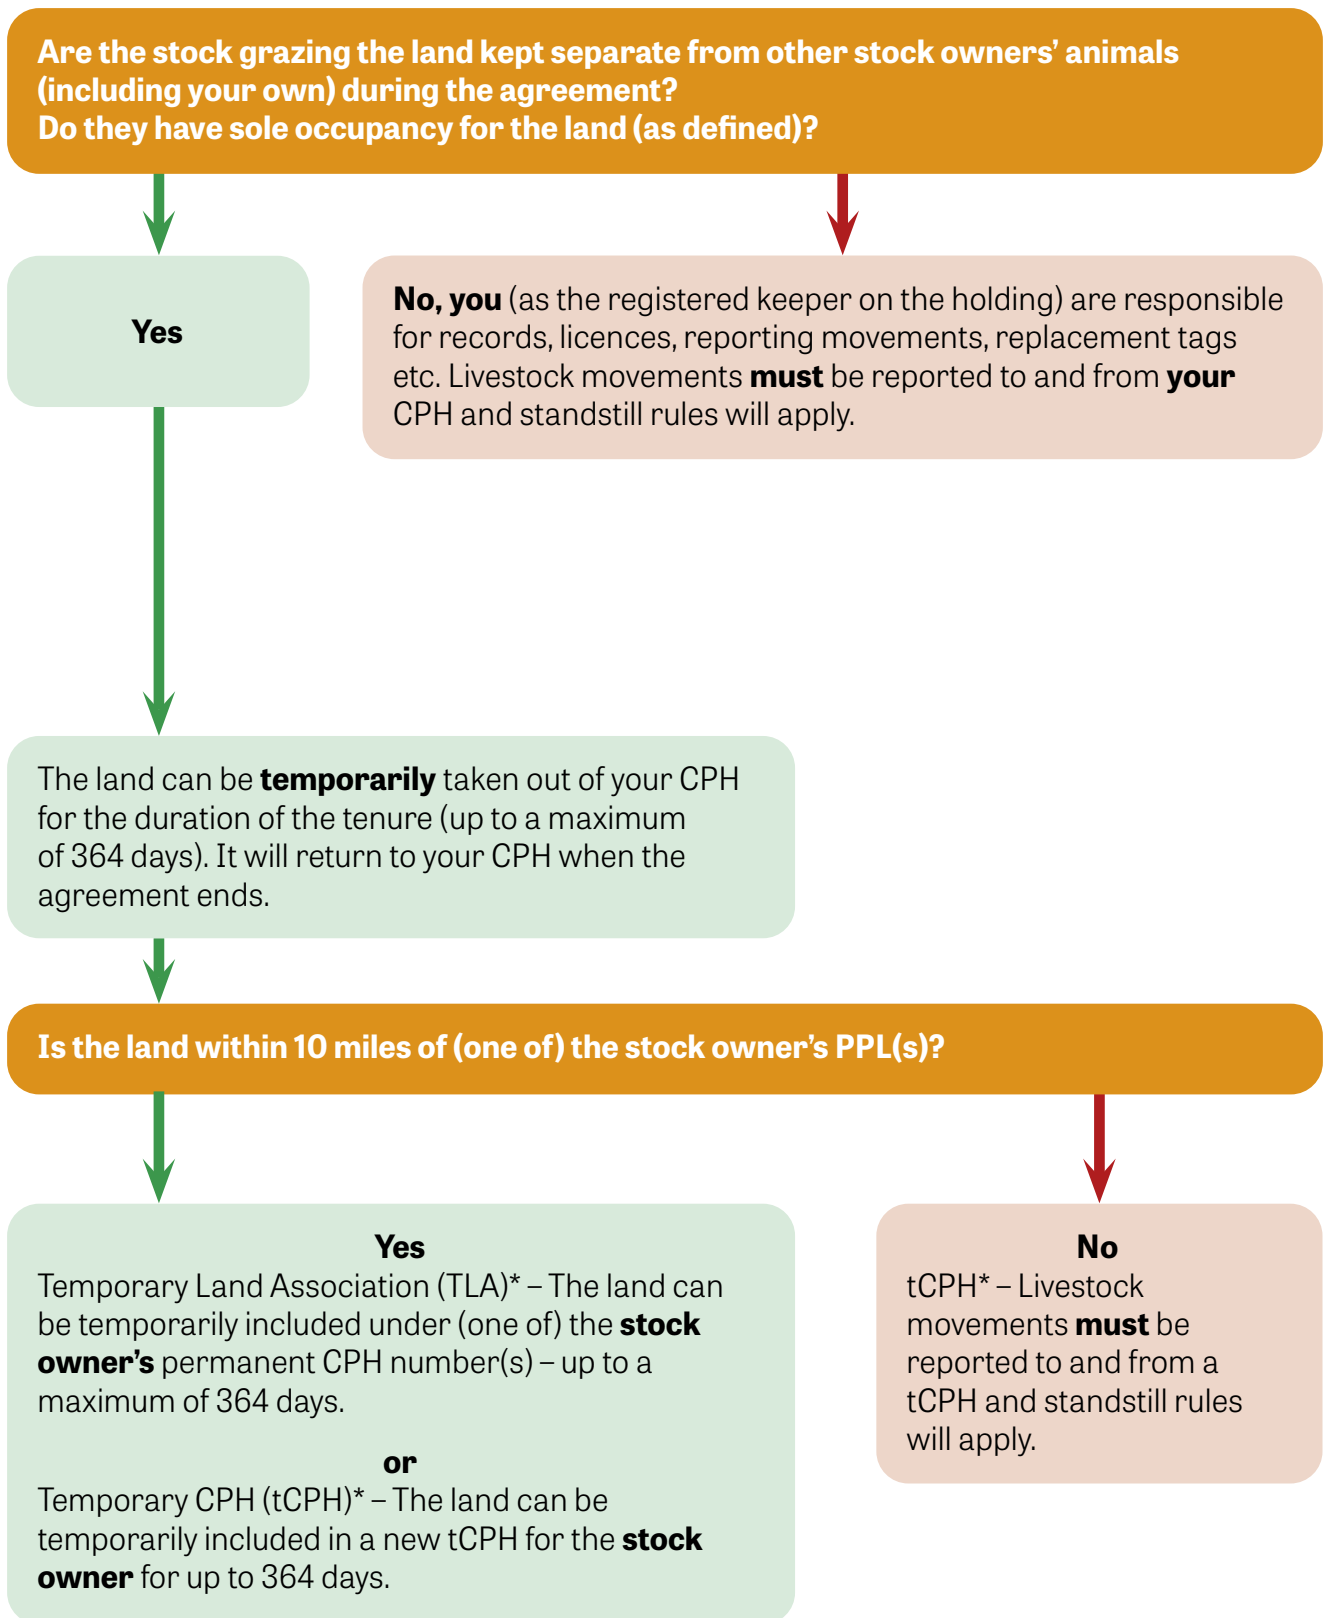 Are the stock grazing the land kept separate from other stock owners’ animals
(including your own) during the agreement?
Do they have sole occupancy for the land (as defined)?
Yes
No, you (as the registered keeper on the holding) are responsible
for records, licences, reporting movements, replacement tags
etc. Livestock movements must be reported to and from your
CPH and standstill rules will apply.
The land can be temporarily taken out of your CPH
for the duration of the tenure (up to a maximum
of 364 days). It will return to your CPH when the
agreement ends.
Is the land within 10 miles of (one of) the stock owner’s PPL(s)?
Yes
Temporary Land Association (TLA)* – The land can
be temporarily included under (one of) the stock
owner’s permanent CPH number(s) – up to a
maximum of 364 days.
or
Temporary CPH (tCPH)* – The land can be
temporarily included in a new tCPH for the stock
owner for up to 364 days.
No
tCPH* – Livestock
movements must be
reported to and from a
tCPH and standstill rules
will apply.